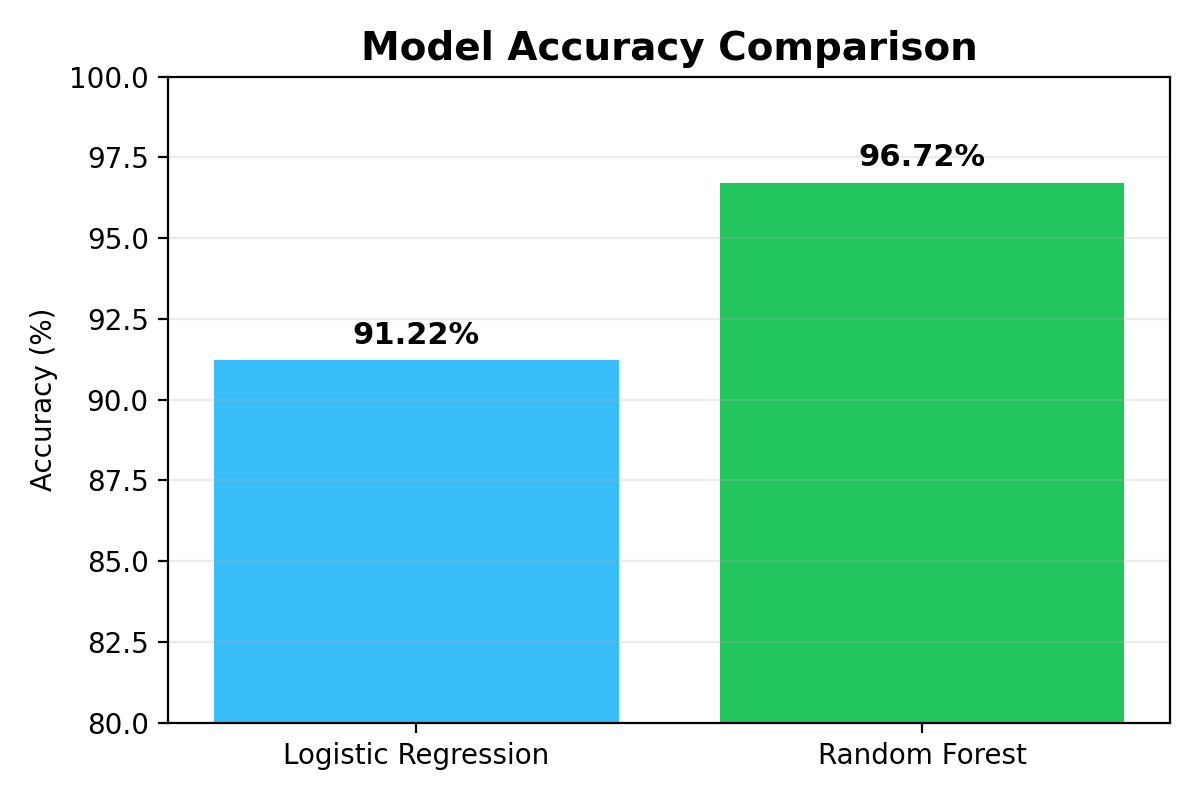 Model Accuracy Comparison
100.0
97.5
95.0
92.5
90.0
87.5
85.0
82.5
80.0
Accuracy (%)
91.22%
96.72%
Logistic Regression
Random Forest